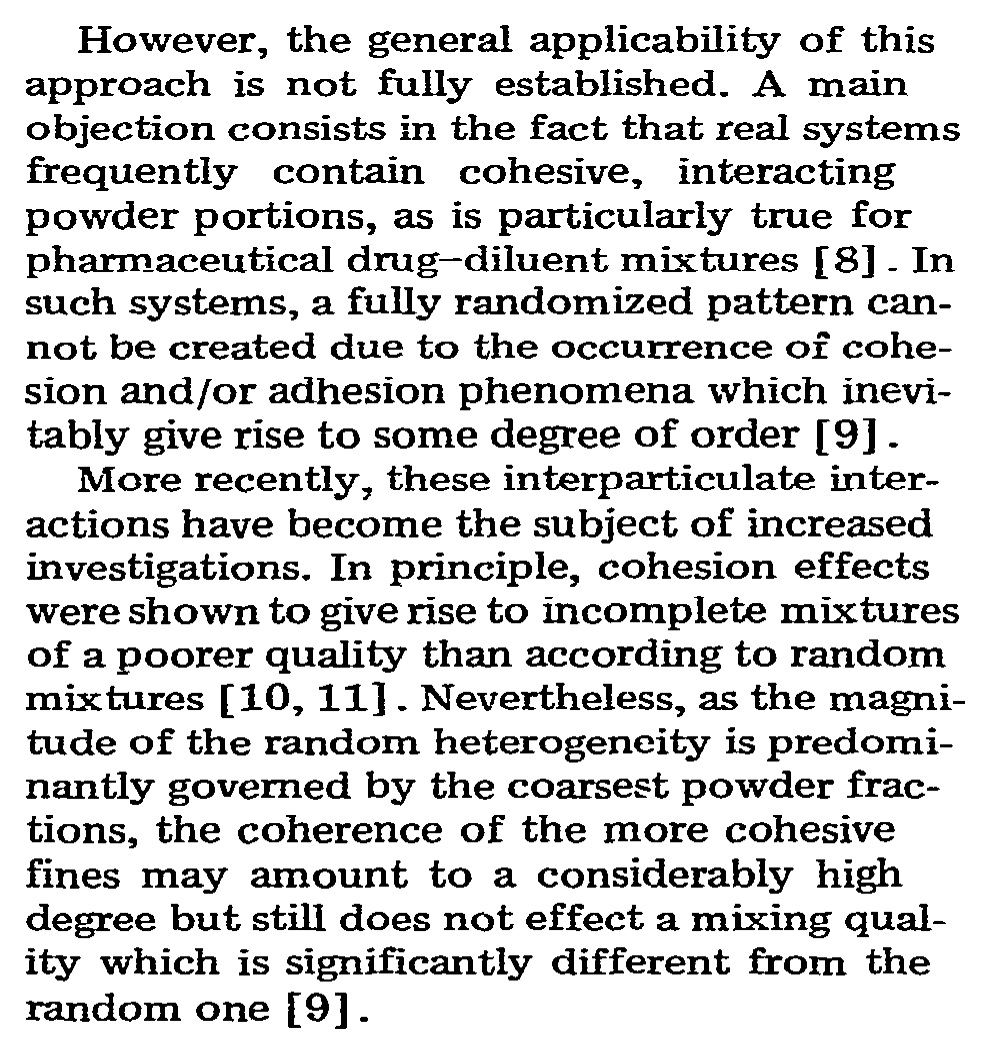 However, the general applicability of this
approach is not fully established. A main
objection consists in the fact that real systems
frequently contain cohesive, interacting
powder portions, as is particularly true for
pharmaceutical drug–diluent mixtures [8]. In
such systems, a fully randomized pattern can-
not be created due to the occurrence of cohe-
sion and/or adhesion phenomena which inevi-
tably give rise to some degree of order [9].
More recently, these interparticulate inter-
actions have become the subject of increased
investigations. In principle, cohesion effects
were shown to give rise to incomplete mixtures
of a poorer quality than according to random
mixtures [10, 11]. Nevertheless, as the magni-
tude of the random heterogeneity is predomi-
nantly governed by the coarsest powder frac-
tions, the coherence of the more cohesive
fines may amount to a considerably high
degree but still does not effect a mixing qual-
ity which is significantly different from the
random one [9].